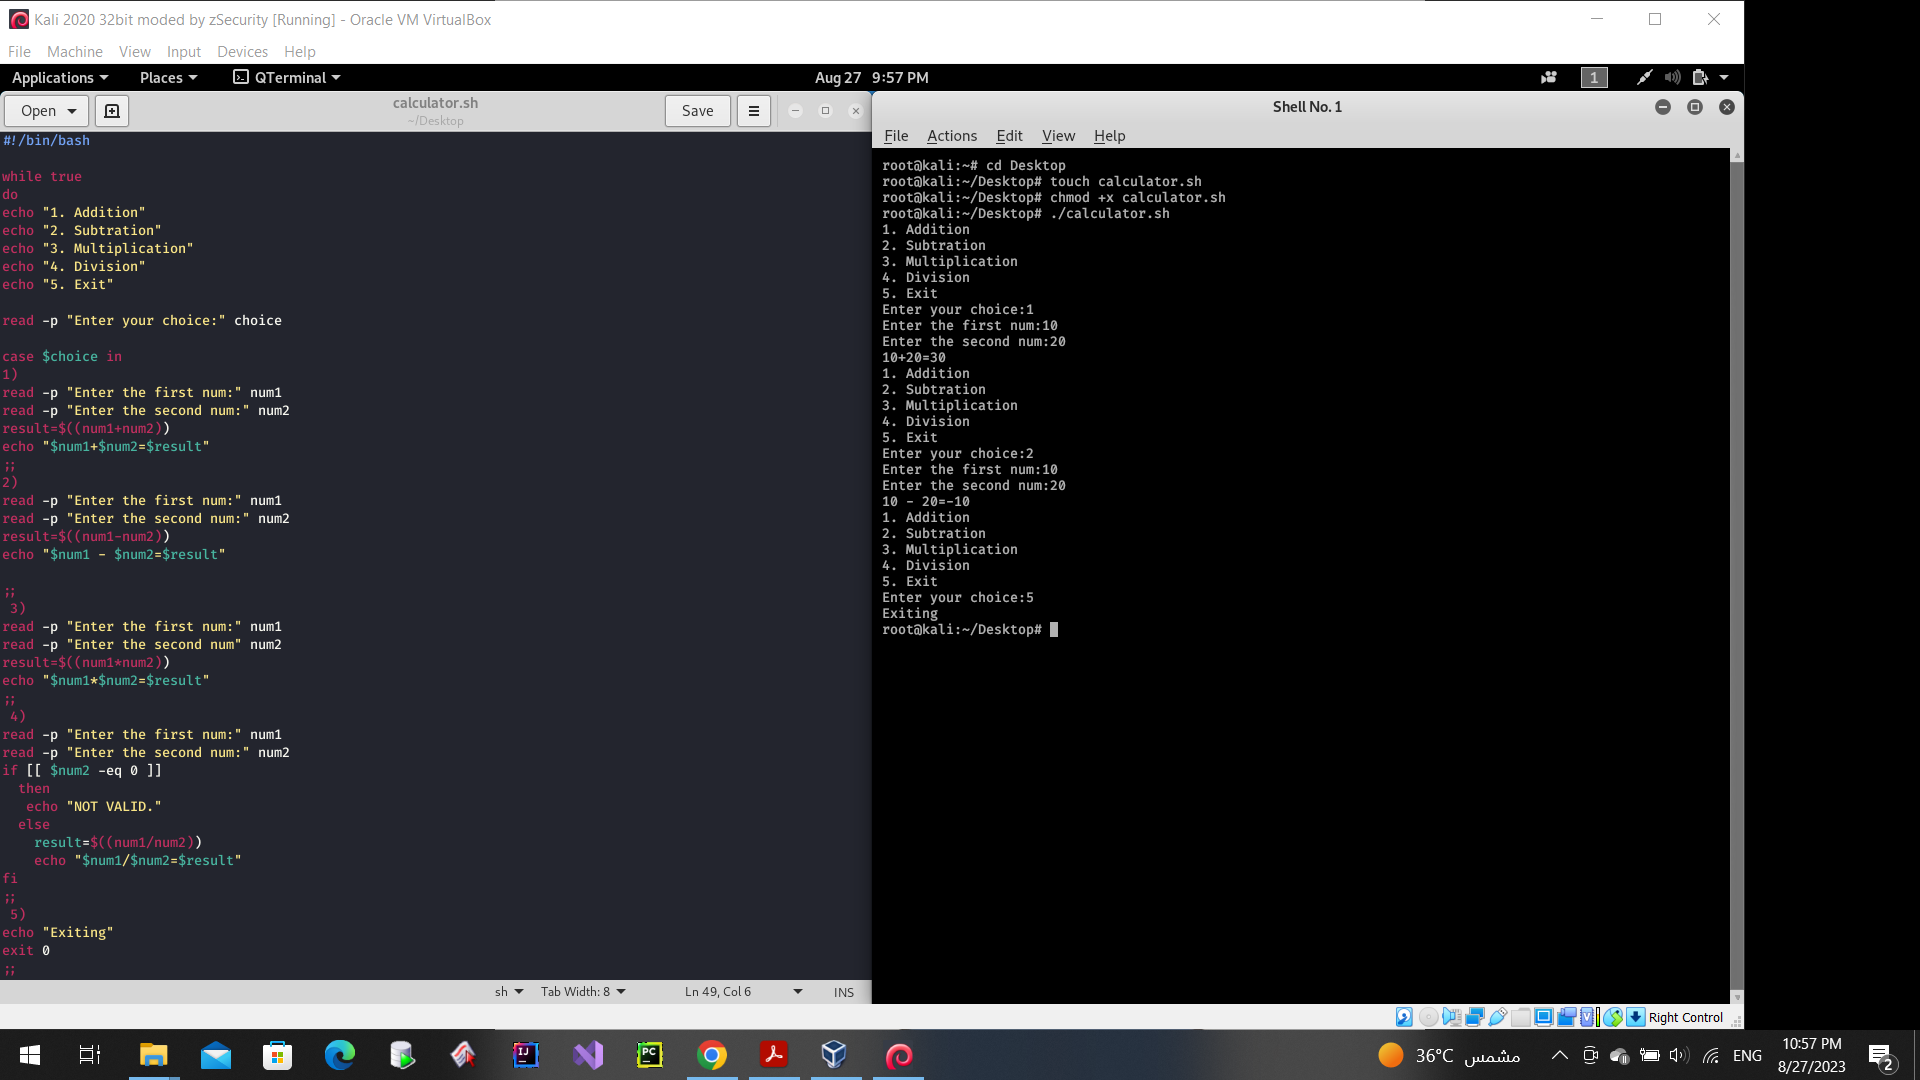 Kali 2020 32bit moded by zSecurity [Running] - Oracle VM VirtualBox
File Machine View Input Devices Help
Applications Places QTerminal Aug 27 9:57 PM 1
Open calculator.sh Save
~/Desktop
#!/bin/bash
while true
do
echo "1. Addition"
echo "2. Subtration"
echo "3. Multiplication"
echo "4. Division"
echo "5. Exit"
read -p "Enter your choice:" choice
case $choice in
1)
read -p "Enter the first num:" num1
read -p "Enter the second num:" num2
result=$((num1+num2))
echo "$num1+$num2=$result"
;;
2)
read -p "Enter the first num:" num1
read -p "Enter the second num:" num2
result=$((num1-num2))
echo "$num1 - $num2=$result"
;;
3)
read -p "Enter the first num:" num1
read -p "Enter the second num" num2
result=$((num1*num2))
echo "$num1*$num2=$result"
;;
4)
read -p "Enter the first num:" num1
read -p "Enter the second num:" num2
if [[ $num2 -eq 0 ]]
then
echo "NOT VALID."
else
result=$((num1/num2))
echo "$num1/$num2=$result"
fi
;;
5)
echo "Exiting"
exit 0
;;
sh Tab Width: 8 Ln 49, Col 6 INS
Shell No. 1
File Actions Edit View Help
root@kali:~# cd Desktop
root@kali:~/Desktop# touch calculator.sh
root@kali:~/Desktop# chmod +x calculator.sh
root@kali:~/Desktop# ./calculator.sh
1. Addition
2. Subtration
3. Multiplication
4. Division
5. Exit
Enter your choice:1
Enter the first num:10
Enter the second num:20
10+20=30
1. Addition
2. Subtration
3. Multiplication
4. Division
5. Exit
Enter your choice:2
Enter the first num:10
Enter the second num:20
10 - 20=-10
1. Addition
2. Subtration
3. Multiplication
4. Division
5. Exit
Enter your choice:5
Exiting
root@kali:~/Desktop#
Right Control
36°C مشمس ENG 10:57 PM
8/27/2023
2